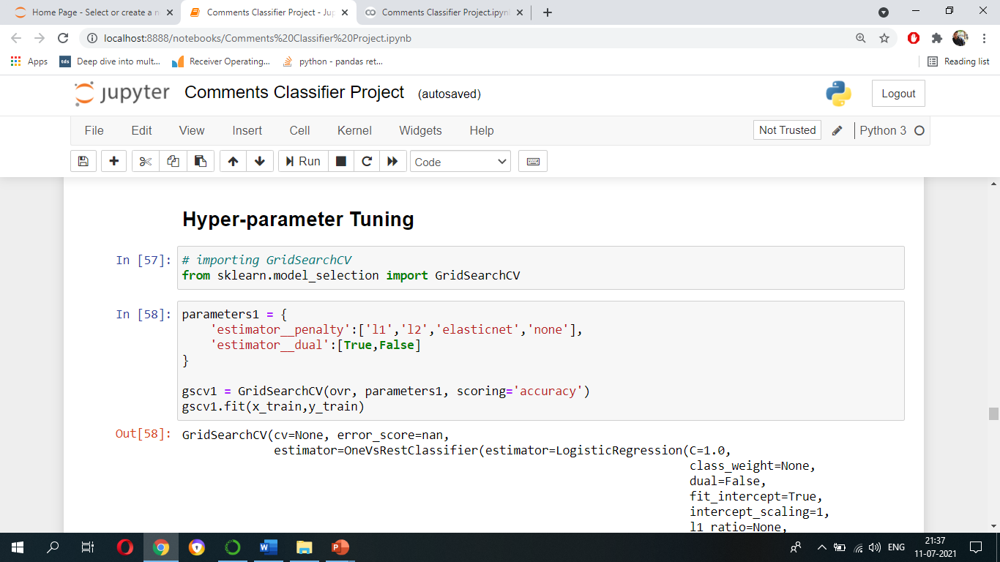 Home Page - Select or create a n
Comments Classifier Project - Jup
Comments Classifier Project.ipyn
localhost:8888/notebooks/Comments%20Classifier%20Project.ipynb
Apps
tds
Deep dive into mult...
Receiver Operating...
python - pandas ret...
Reading list
jupyter
Comments Classifier Project
(autosaved)
Logout
File
Edit
View
Insert
Cell
Kernel
Widgets
Help
Not Trusted
Python 3
Run
Code
Hyper-parameter Tuning
In [57]:
# importing GridSearchCV
from sklearn.model_selection import GridSearchCV
In [58]:
parameters1 = {
    'estimator__penalty':['l1','l2','elasticnet','none'],
    'estimator__dual':[True,False]
}
gscv1 = GridSearchCV(ovr, parameters1, scoring='accuracy')
gscv1.fit(x_train,y_train)
Out[58]:
GridSearchCV(cv=None, error_score=nan,
             estimator=OneVsRestClassifier(estimator=LogisticRegression(C=1.0,
                                                                        class_weight=None,
                                                                        dual=False,
                                                                        fit_intercept=True,
                                                                        intercept_scaling=1,
                                                                        l1_ratio=None,
ENG
21:37
11-07-2021